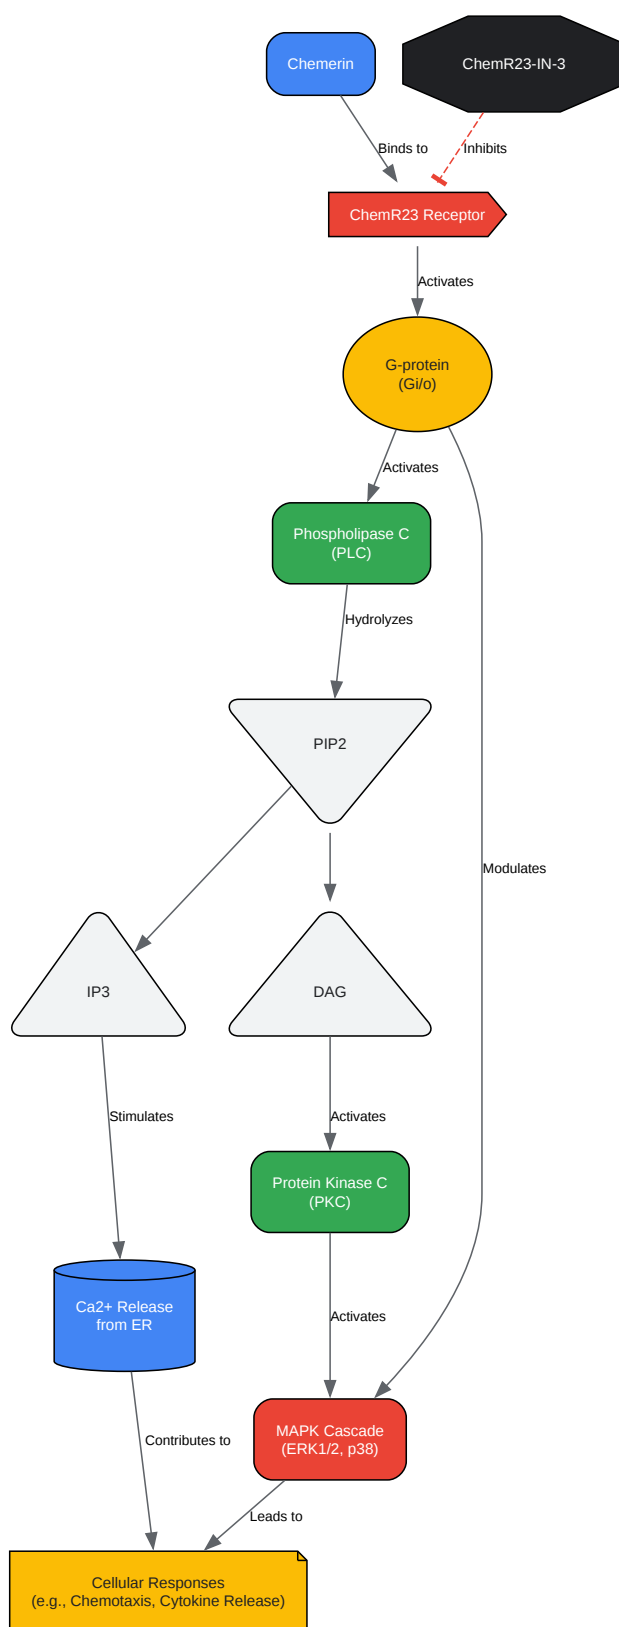 Chemerin
ChemR23-IN-3
Binds to
Inhibits
ChemR23 Receptor
Activates
G-protein
(Gi/o)
Activates
Phospholipase C
(PLC)
Hydrolyzes
PIP2
Modulates
IP3
DAG
Stimulates
Activates
Protein Kinase C
(PKC)
Ca2+ Release
from ER
Activates
MAPK Cascade
(ERK1/2, p38)
Contributes to
Leads to
Cellular Responses
(e.g., Chemotaxis, Cytokine Release)